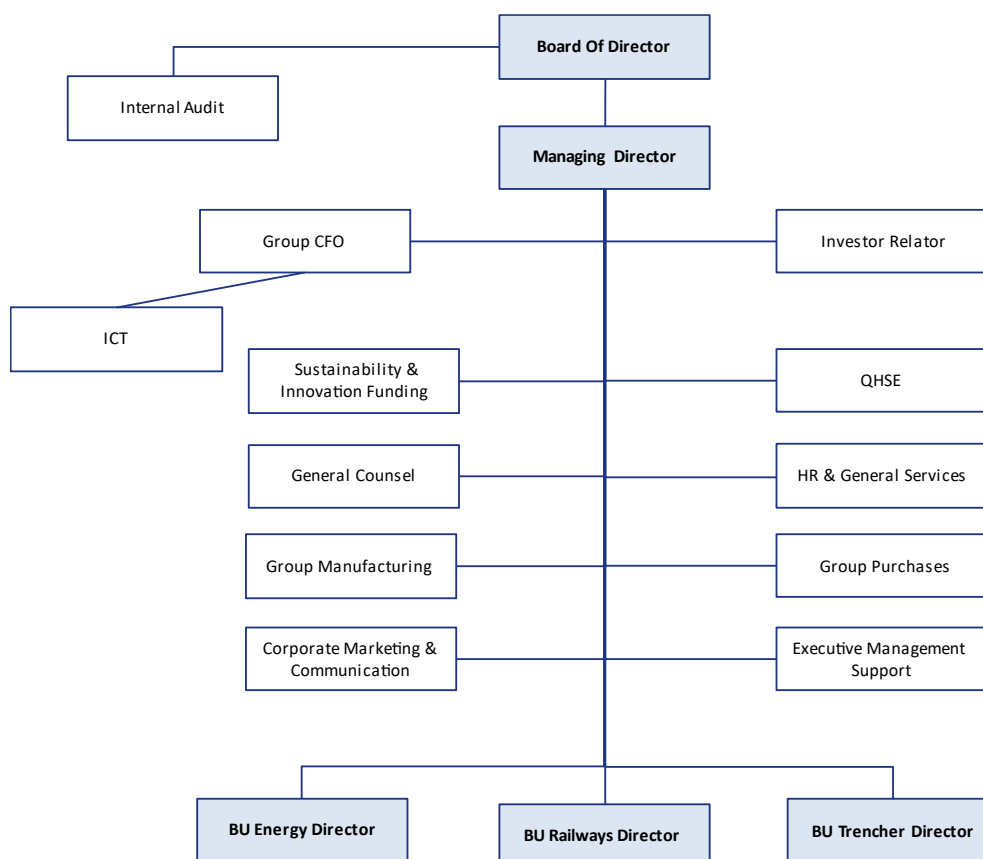 Board Of Director
Internal Audit
Managing Director
Group CFO
Investor Relator
ICT
Sustainability &
Innovation Funding
QHSE
General Counsel
HR & General Services
Group Manufacturing
Group Purchases
Corporate Marketing &
Communication
Executive Management
Support
BU Energy Director
BU Railways Director
BU Trencher Director